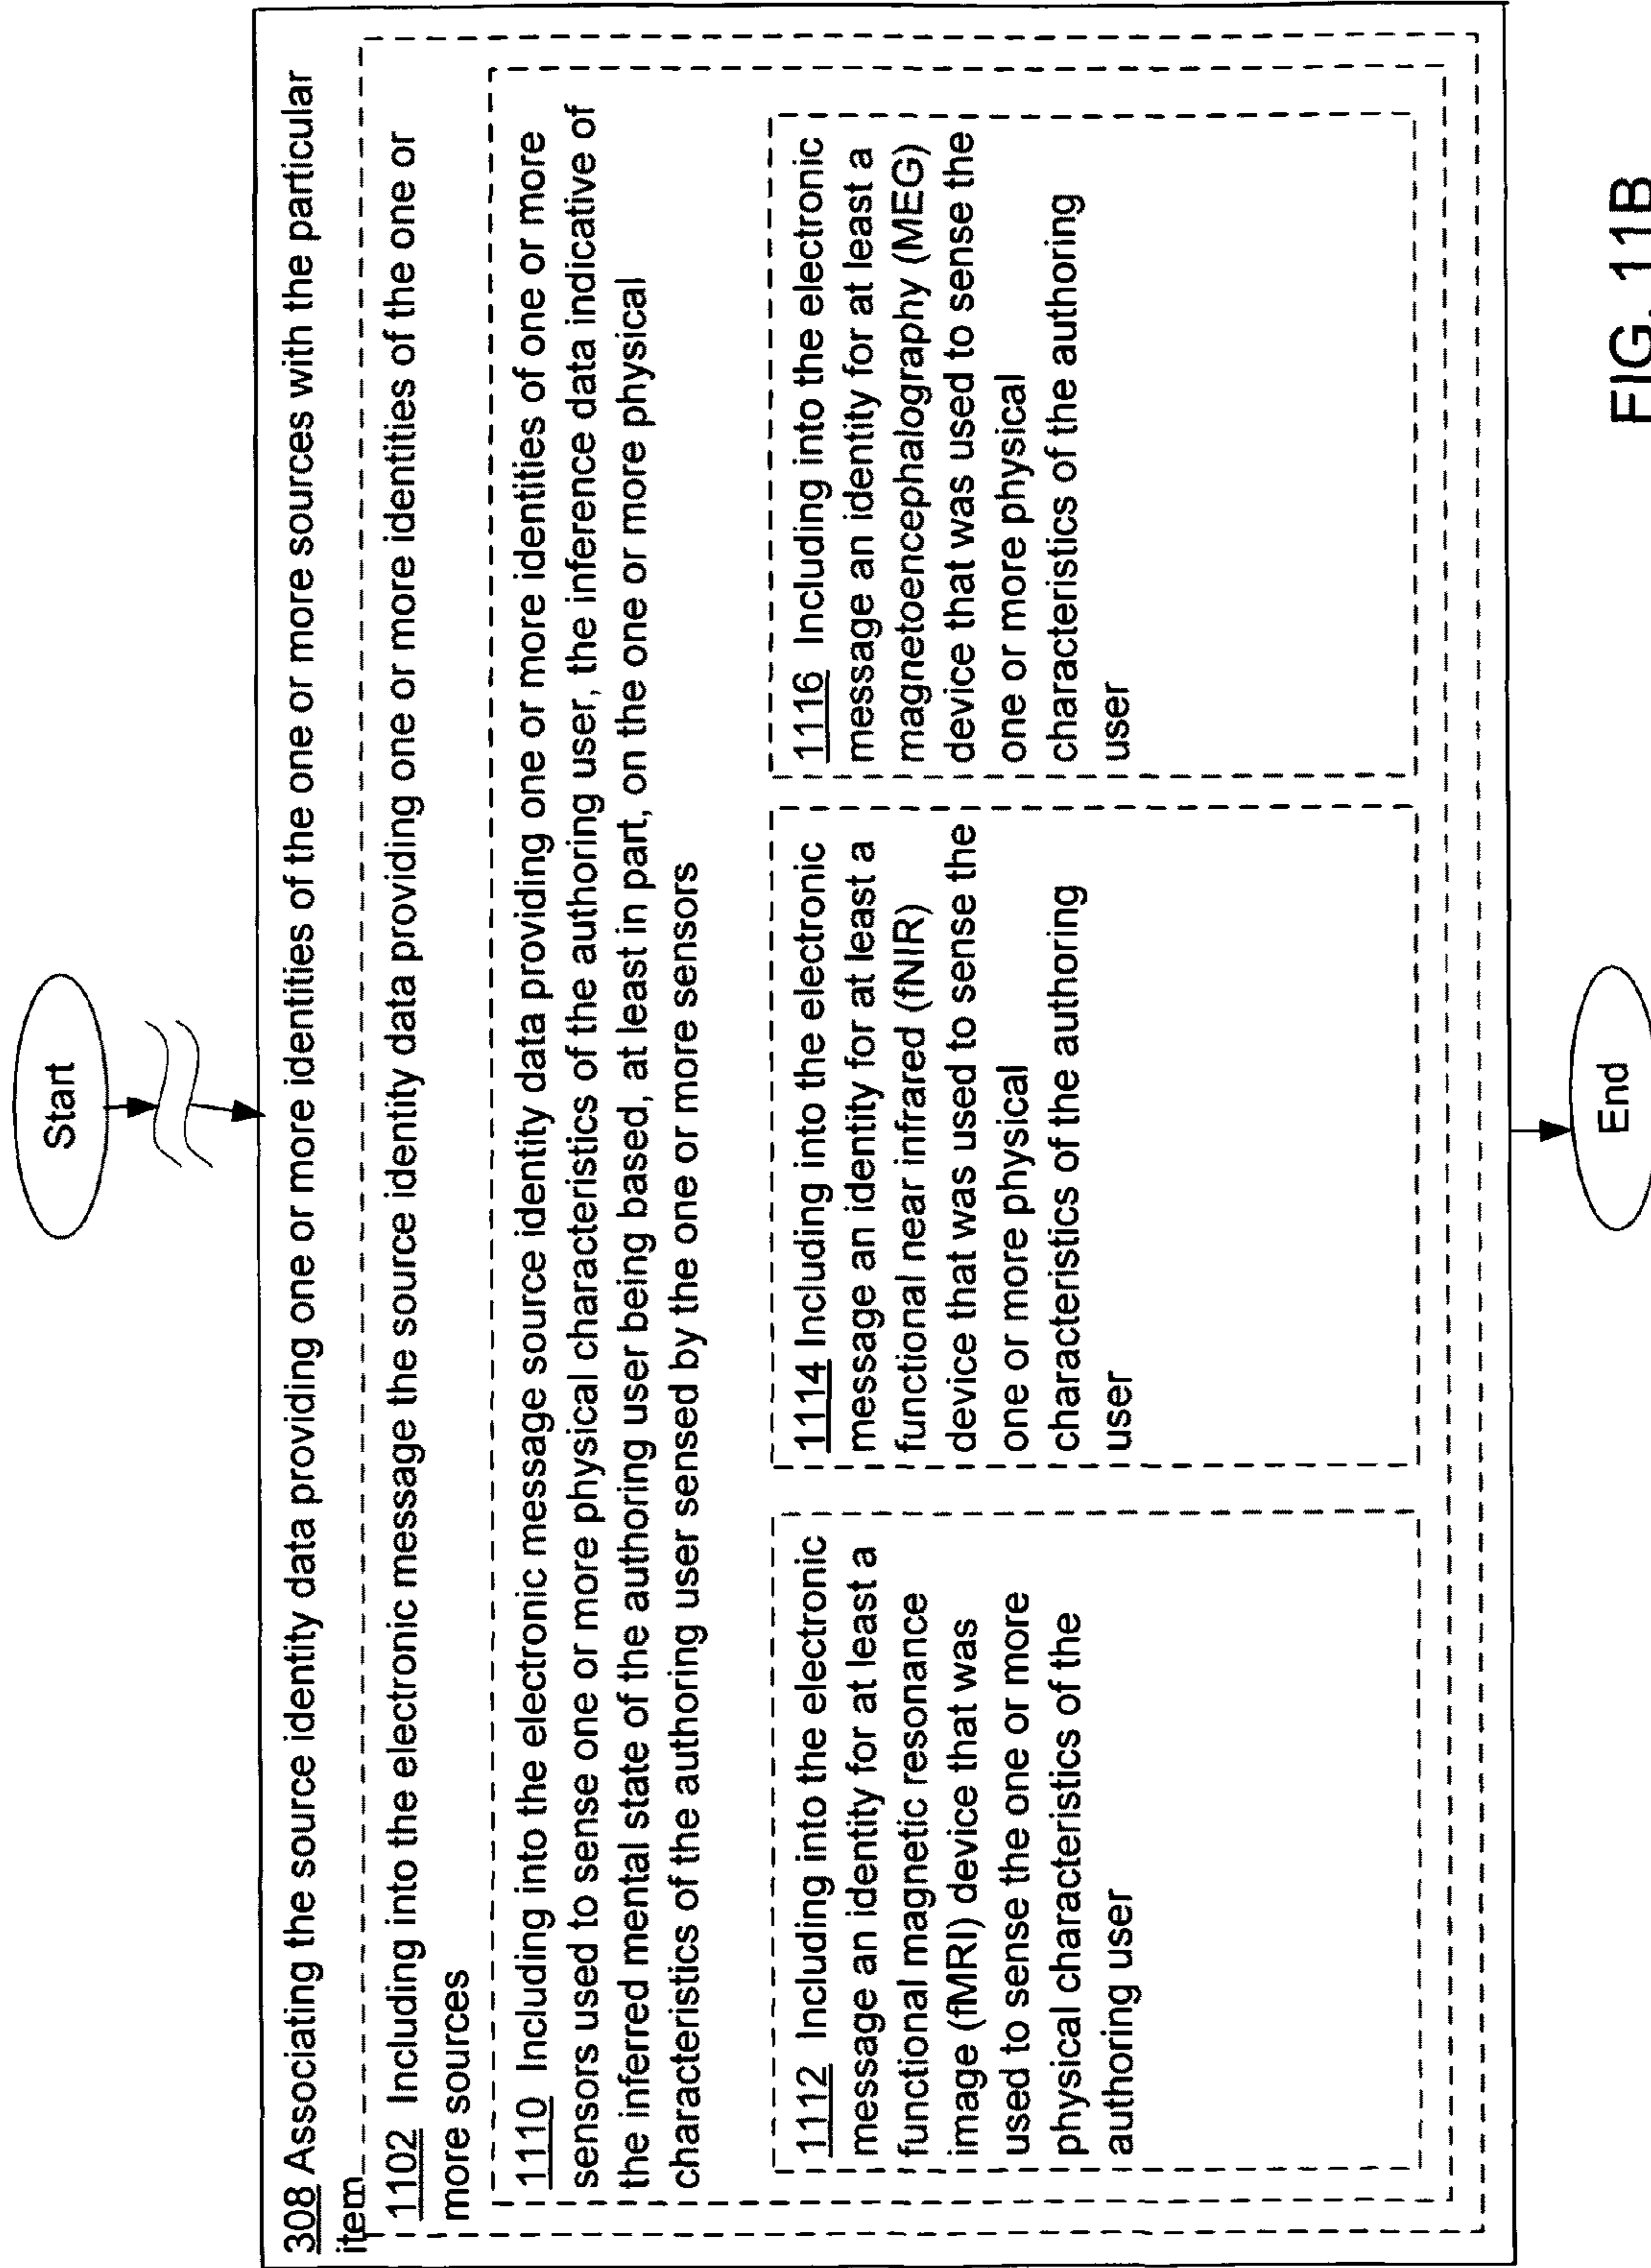 Start
308 Associating the source identity data providing one or more identities of the one or more sources with the particular
item
1102 Including into the electronic message the source identity data providing one or more identities of the one or
more sources
1110 Including into the electronic message source identity data providing one or more identities of one or more
sensors used to sense one or more physical characteristics of the authoring user, the inference data indicative of
the inferred mental state of the authoring user being based, at least in part, on the one or more physical
characteristics of the authoring user sensed by the one or more sensors
1112 Including into the electronic
message an identity for at least a
functional magnetic resonance
image (fMRI) device that was
used to sense the one or more
physical characteristics of the
authoring user
1114 Including into the electronic
message an identity for at least a
functional near infrared (fNIR)
device that was used to sense the
one or more physical
characteristics of the authoring
user
1116 Including into the electronic
message an identity for at least a
magnetoencephalography (MEG)
device that was used to sense the
one or more physical
characteristics of the authoring
user
End
FIG. 11B